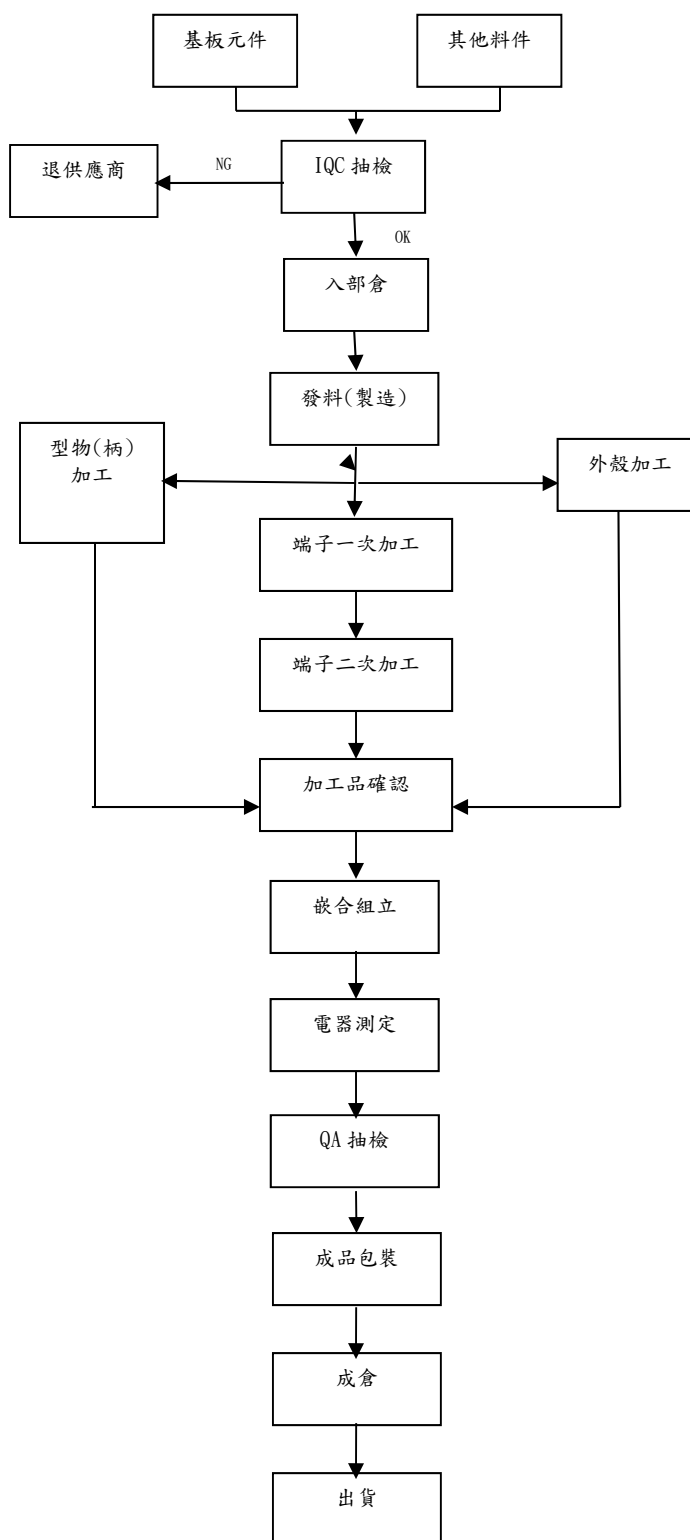 基板元件
其他料件
退供應商
NG
IQC 抽檢
OK
入部倉
發料(製造)
型物(柄)
加工
外殼加工
端子一次加工
端子二次加工
加工品確認
嵌合組立
電器測定
QA 抽檢
成品包裝
成倉
出貨